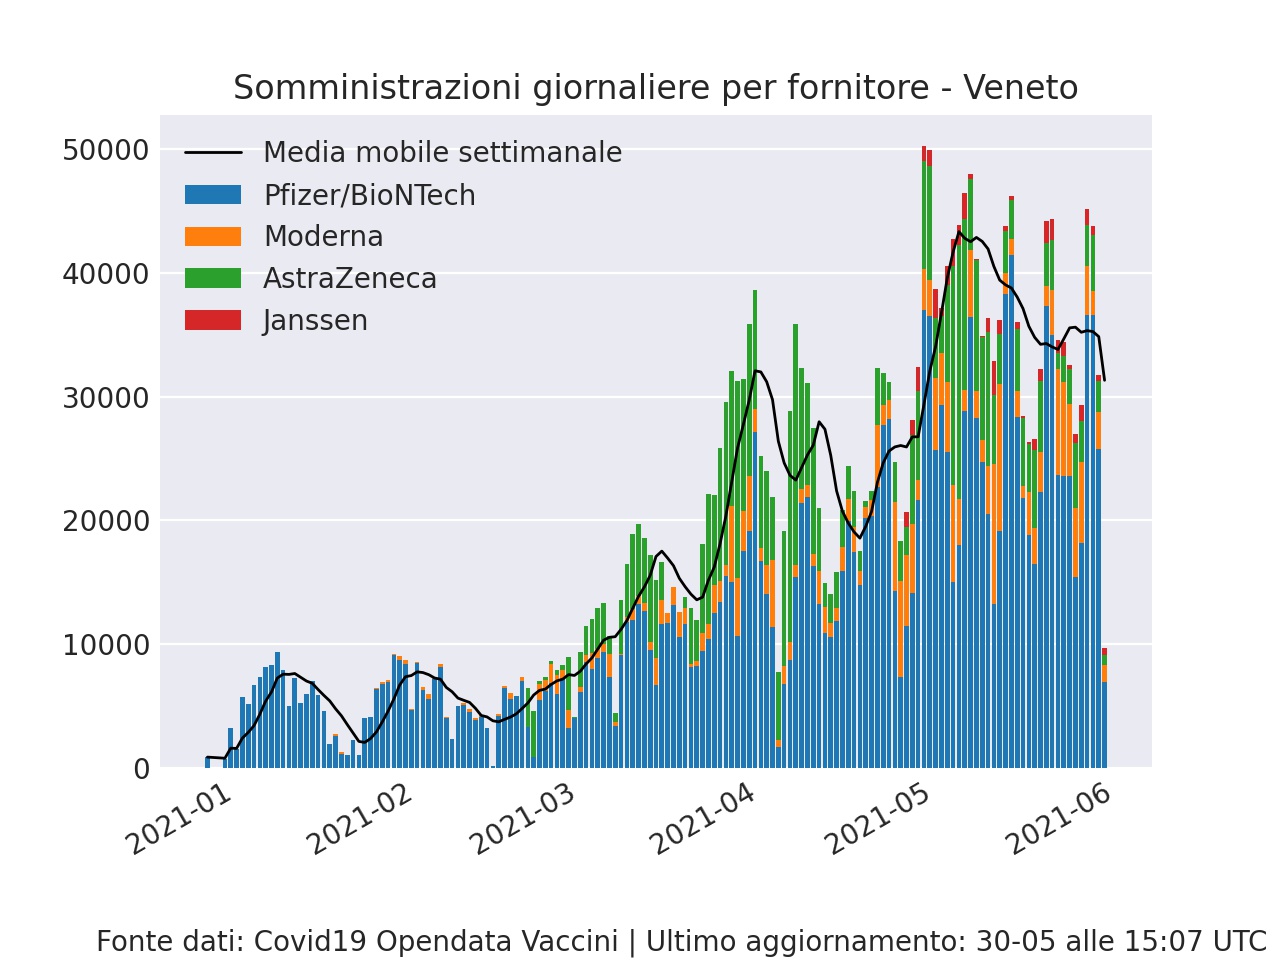 Somministrazioni giornaliere per fornitore - Veneto
50000
40000
30000
20000
10000
0
Media mobile settimanale
Pfizer/BioNTech
Moderna
AstraZeneca
Janssen
2021-01
2021-02
2021-03
2021-04
2021-05
2021-06
Fonte dati: Covid19 Opendata Vaccini | Ultimo aggiornamento: 30-05 alle 15:07 UTC